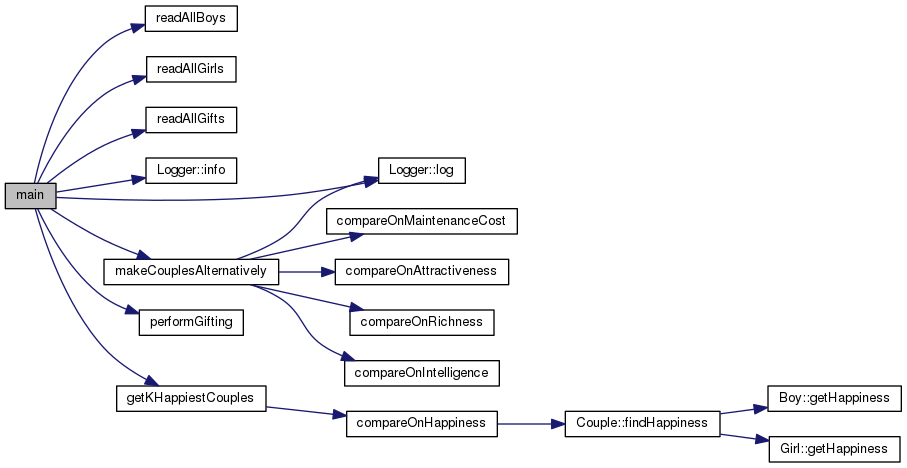 readAllBoys
readAllGirls
readAllGifts
Logger::info
Logger::log
main
compareOnMaintenanceCost
makeCouplesAlternatively
compareOnAttractiveness
performGifting
compareOnRichness
compareOnIntelligence
getKHappiestCouples
compareOnHappiness
Couple::findHappiness
Boy::getHappiness
Girl::getHappiness